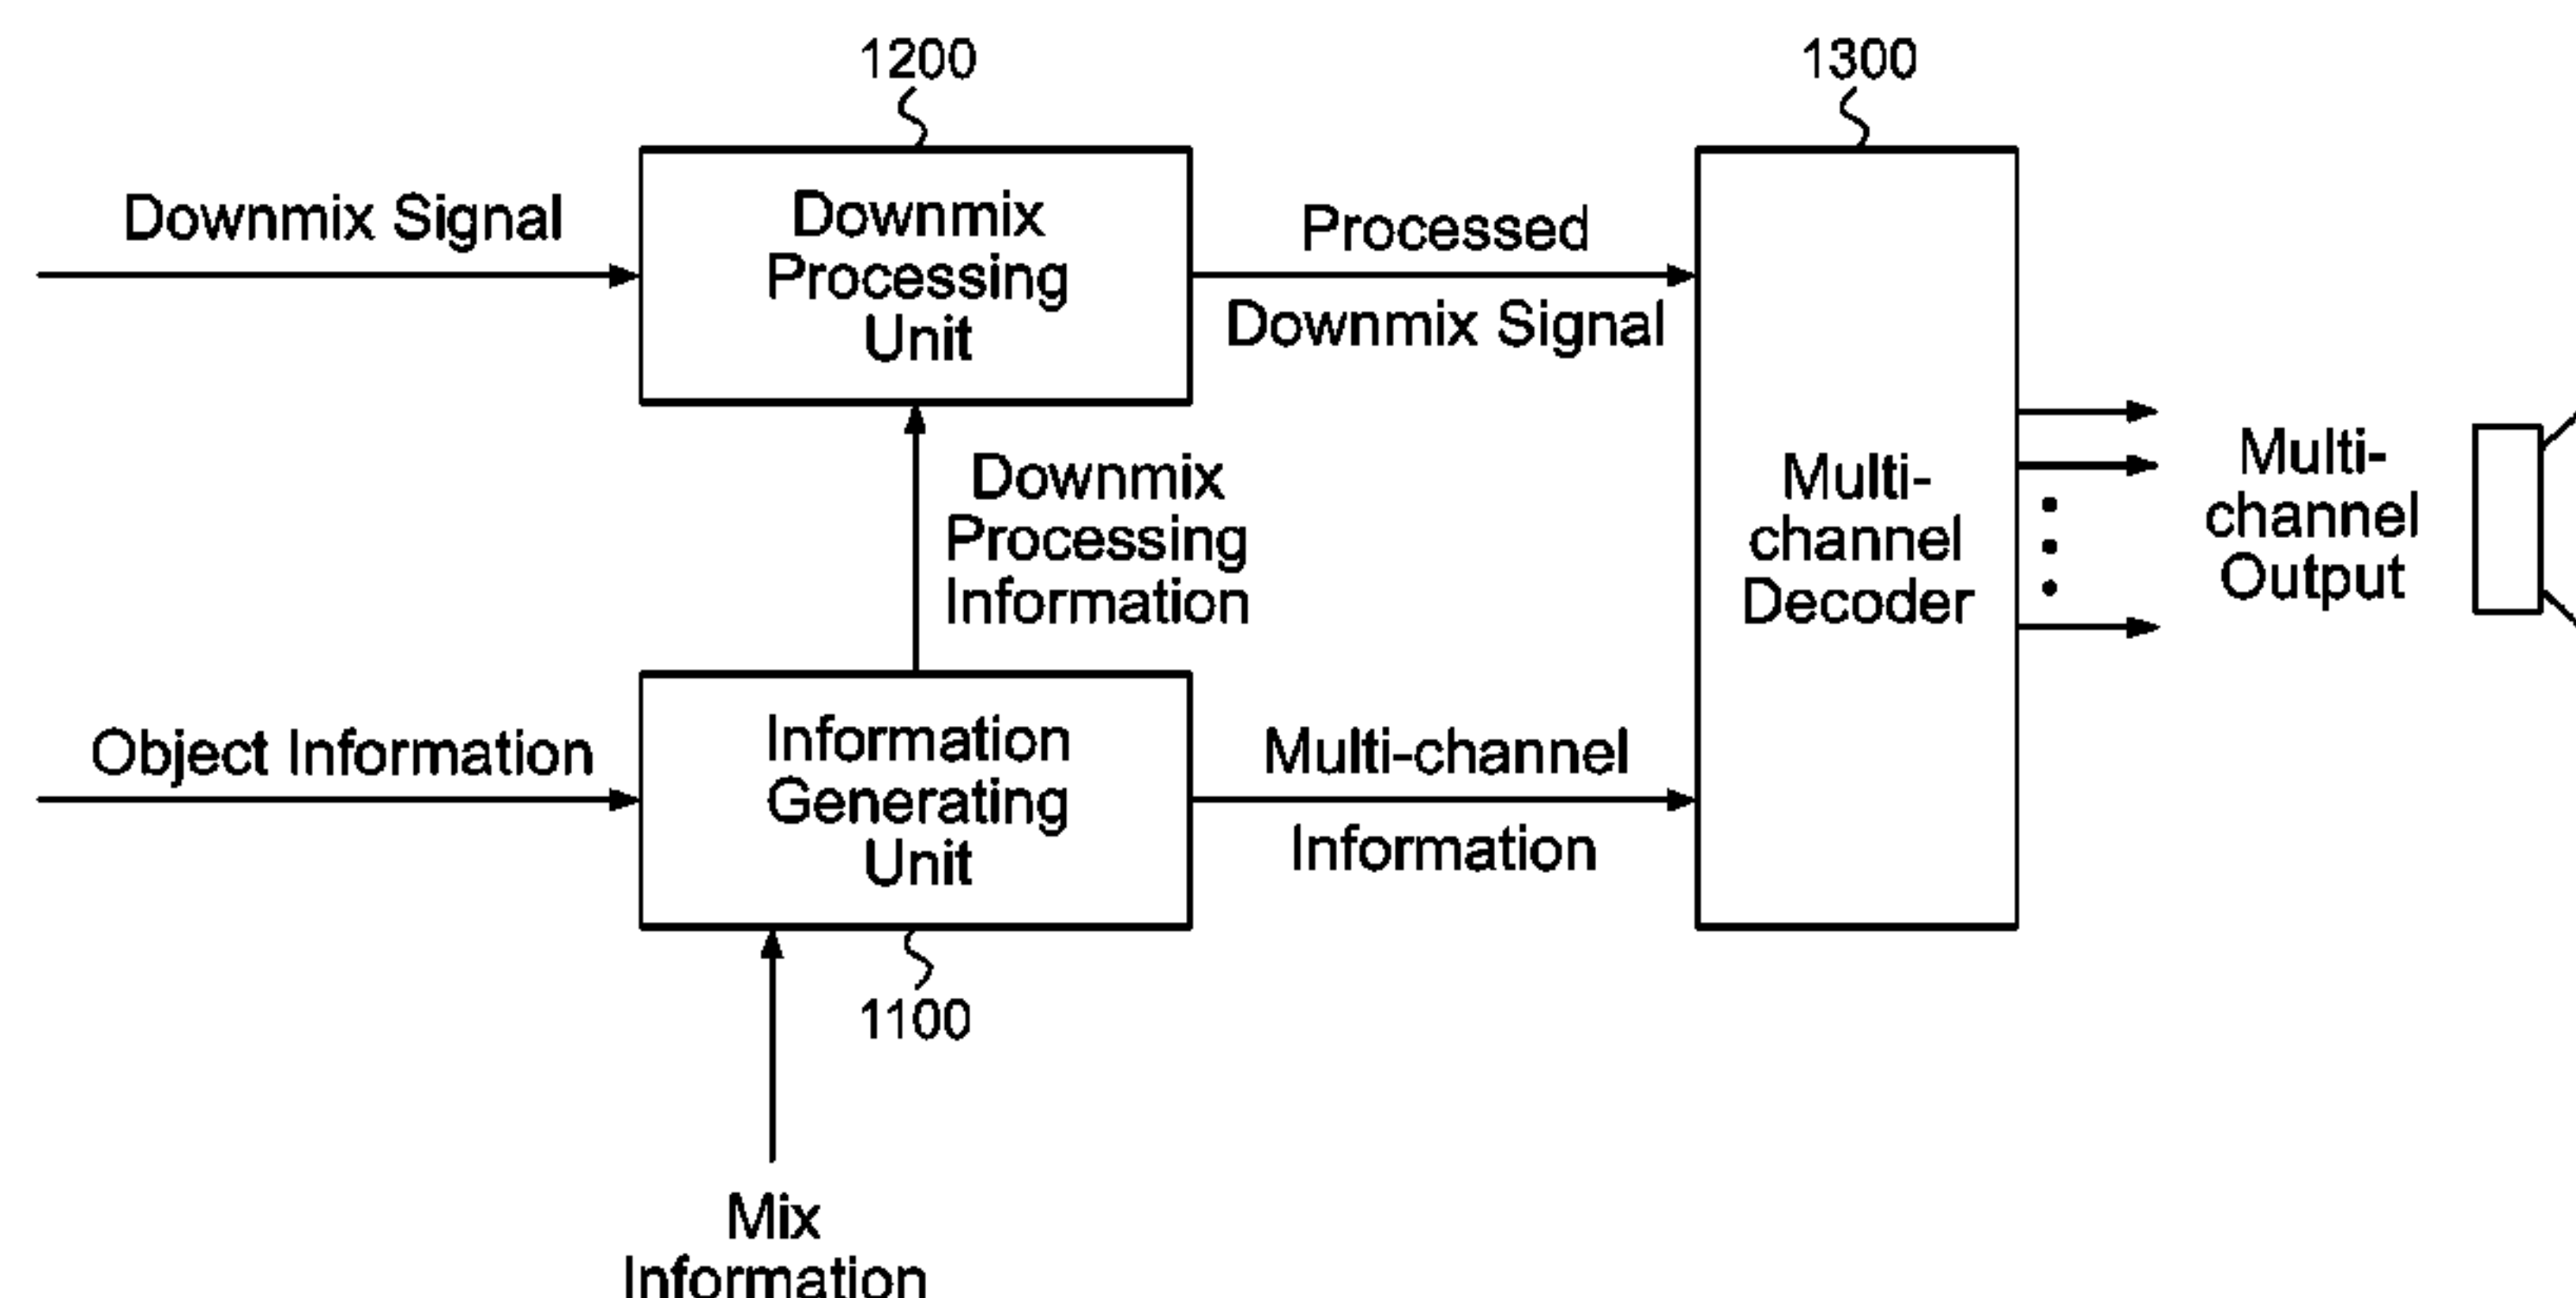 1200
1300
Downmix Signal
Downmix
Processing
Unit
Processed
Downmix Signal
Downmix
Processing
Information
Multi-
channel
Decoder
Multi-
channel
Output
Object Information
Information
Generating
Unit
Multi-channel
Information
1100
Mix
Information